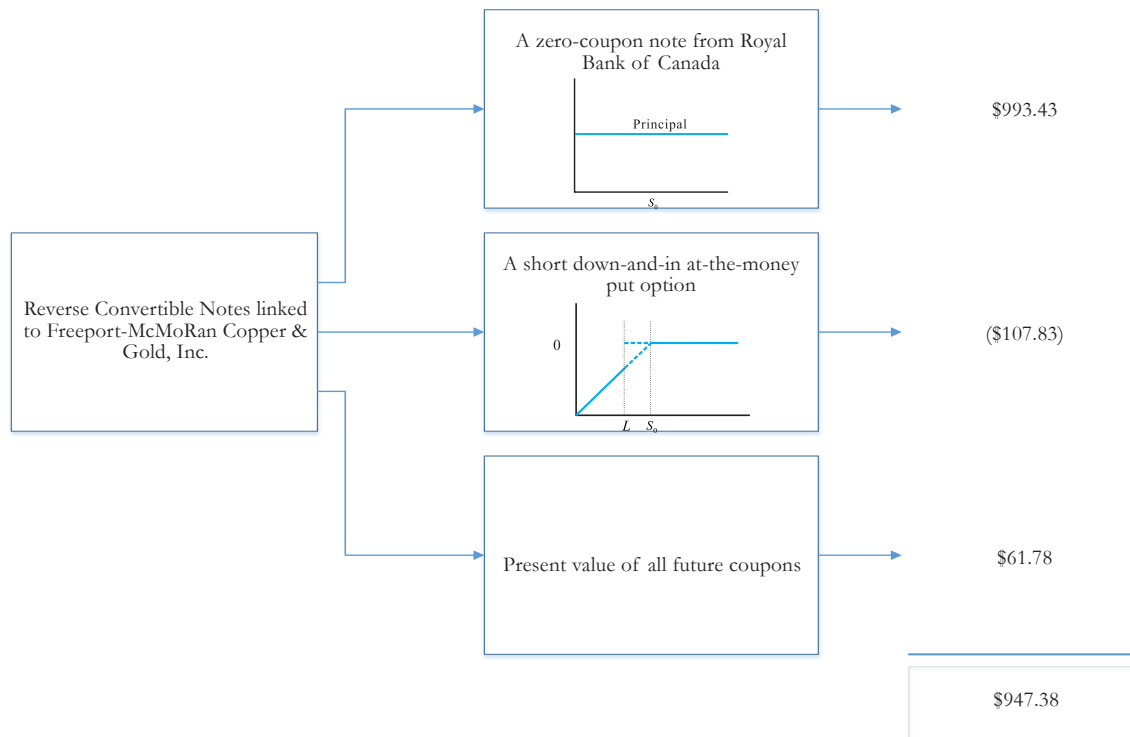 A zero-coupon note from Royal
Bank of Canada
Principal
S₀
$993.43
Reverse Convertible Notes linked
to Freeport-McMoRan Copper &
Gold, Inc.
A short down-and-in at-the-money
put option
0
L S₀
($107.83)
Present value of all future coupons
$61.78
$947.38